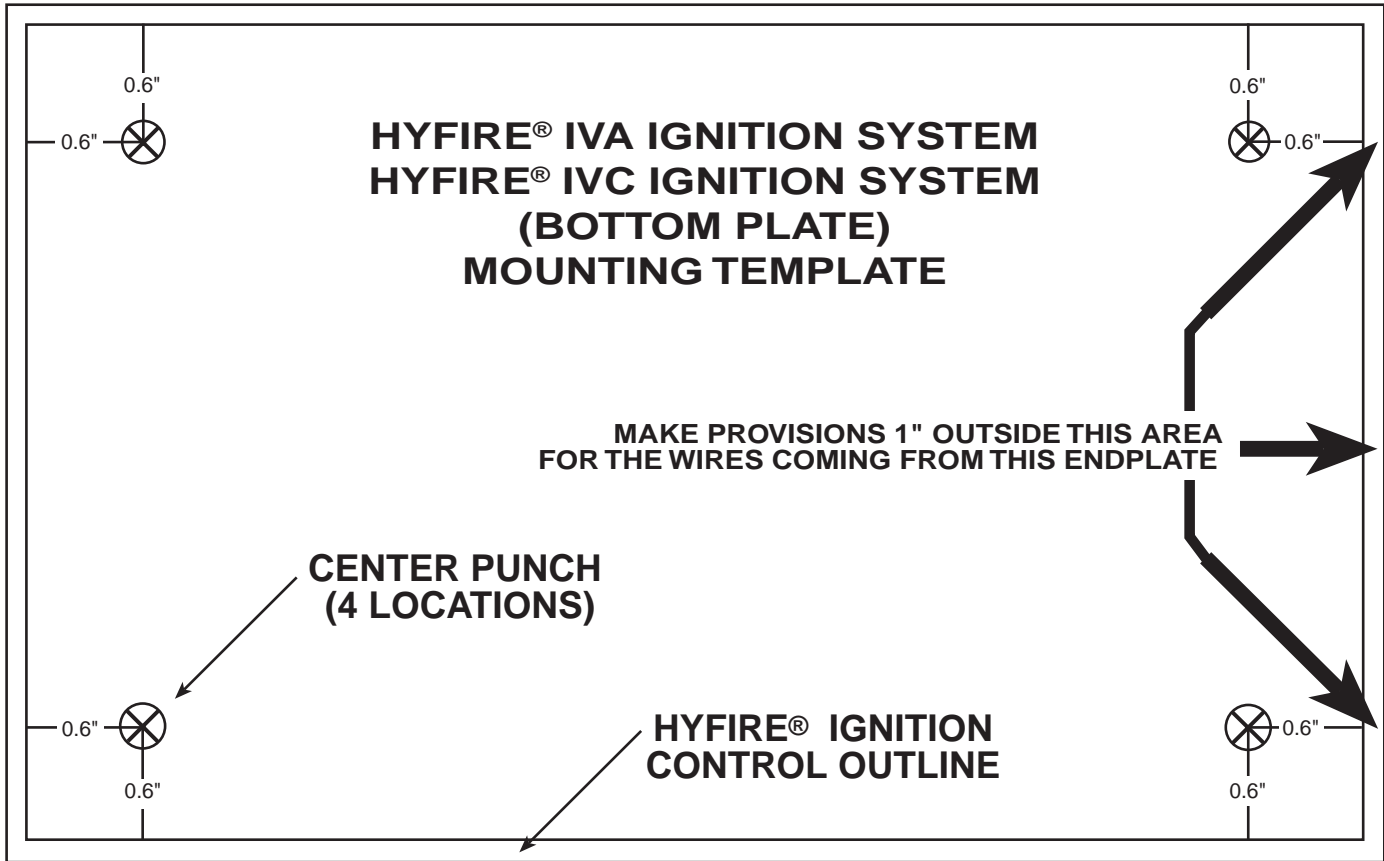 0.6"
0.6"
0.6"
0.6"
HYFIRE® IVA IGNITION SYSTEM
HYFIRE® IVC IGNITION SYSTEM
(BOTTOM PLATE)
MOUNTING TEMPLATE
MAKE PROVISIONS 1" OUTSIDE THIS AREA
FOR THE WIRES COMING FROM THIS ENDPLATE
CENTER PUNCH
(4 LOCATIONS)
HYFIRE® IGNITION
CONTROL OUTLINE
0.6"
0.6"
0.6"
0.6"